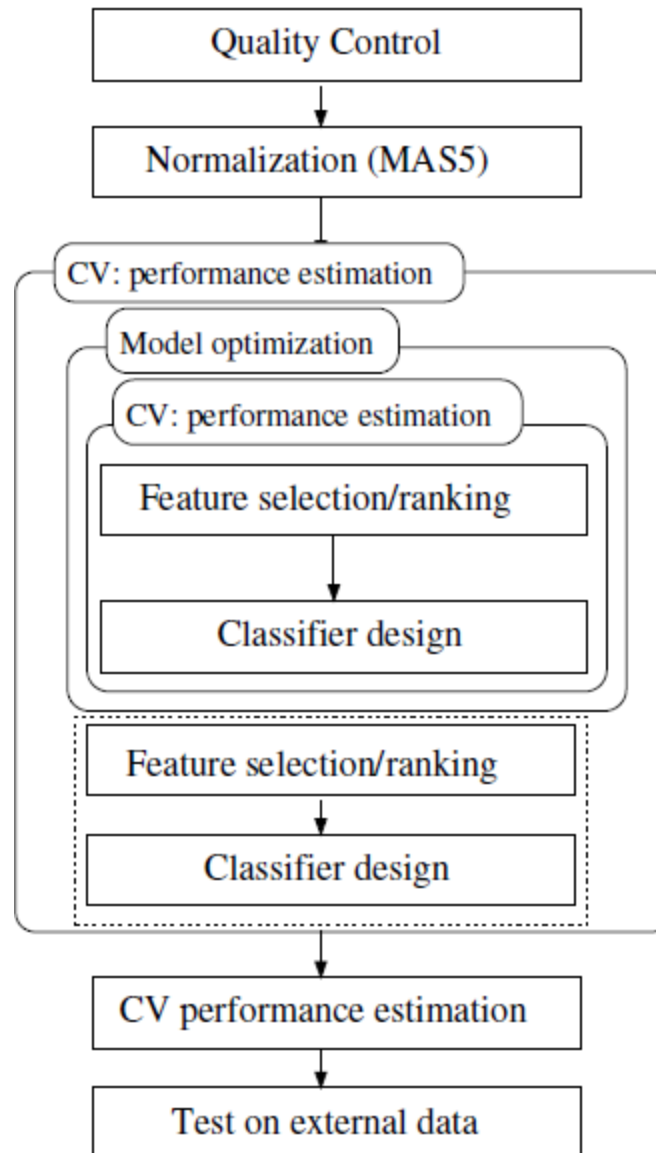 Quality Control
Normalization (MAS5)
CV: performance estimation
Model optimization
CV: performance estimation
Feature selection/ranking
Classifier design
Feature selection/ranking
Classifier design
CV performance estimation
Test on external data